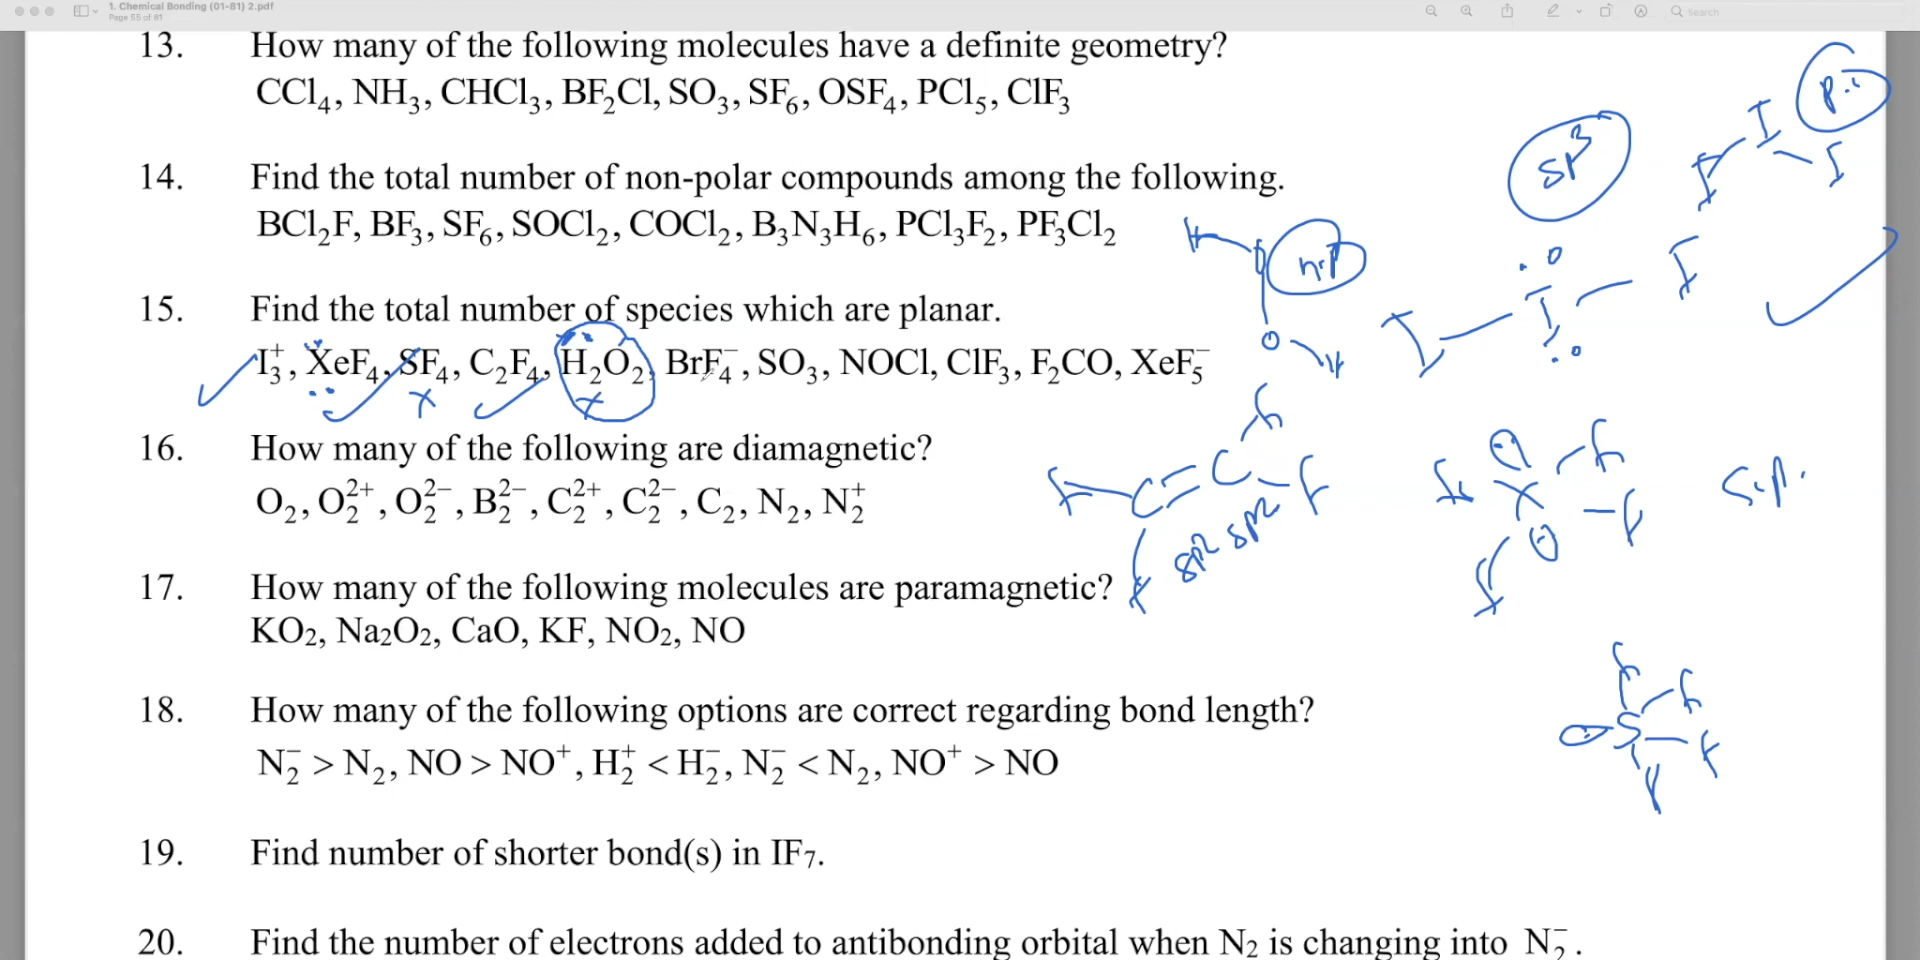 1. Chemical Bonding (01-81) 2.pdf
Page 55 of 81
Search
13. How many of the following molecules have a definite geometry?
CCl₄, NH₃, CHCl₃, BF₂Cl, SO₃, SF₆, OSF₄, PCl₅, ClF₃
14. Find the total number of non-polar compounds among the following.
BCl₂F, BF₃, SF₆, SOCl₂, COCl₂, B₃N₃H₆, PCl₃F₂, PF₃Cl₂
15. Find the total number of species which are planar.
I₃⁺, XeF₄, SF₄, C₂F₄, H₂O₂, BrF₄⁻, SO₃, NOCl, ClF₃, F₂CO, XeF₅⁻
16. How many of the following are diamagnetic?
O₂, O₂²⁺, O₂²⁻, B₂²⁻, C₂²⁺, C₂²⁻, C₂, N₂, N₂⁺
17. How many of the following molecules are paramagnetic?
KO₂, Na₂O₂, CaO, KF, NO₂, NO
18. How many of the following options are correct regarding bond length?
N₂⁻ > N₂, NO > NO⁺, H₂⁺ < H₂⁻, N₂⁻ < N₂, NO⁺ > NO
19. Find number of shorter bond(s) in IF₇.
20. Find the number of electrons added to antibonding orbital when N₂ is changing into N₂⁻.
sp³
I
I
n.p
H
O
O
H
I
C=C
F
F
sp² sp²
S